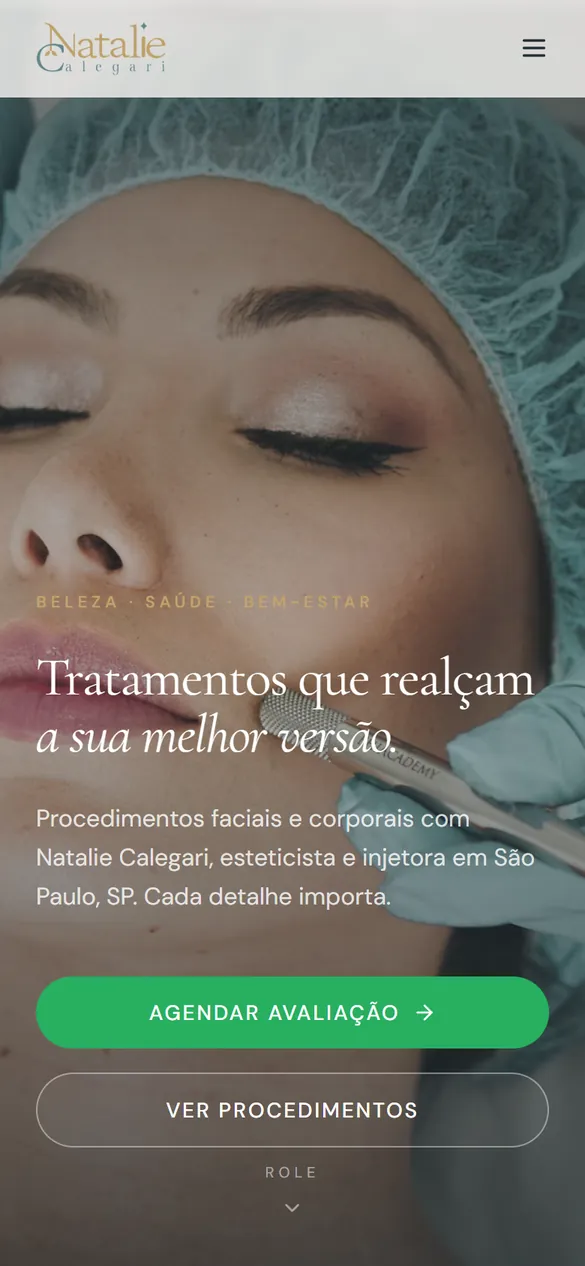 Natalie
Calegari
BELEZA · SAÚDE · BEM-ESTAR
Tratamentos que realçam
a sua melhor versão.
ACADEMY
Procedimentos faciais e corporais com
Natalie Calegari, esteticista e injetora em São
Paulo, SP. Cada detalhe importa.
AGENDAR AVALIAÇÃO →
VER PROCEDIMENTOS
ROLE